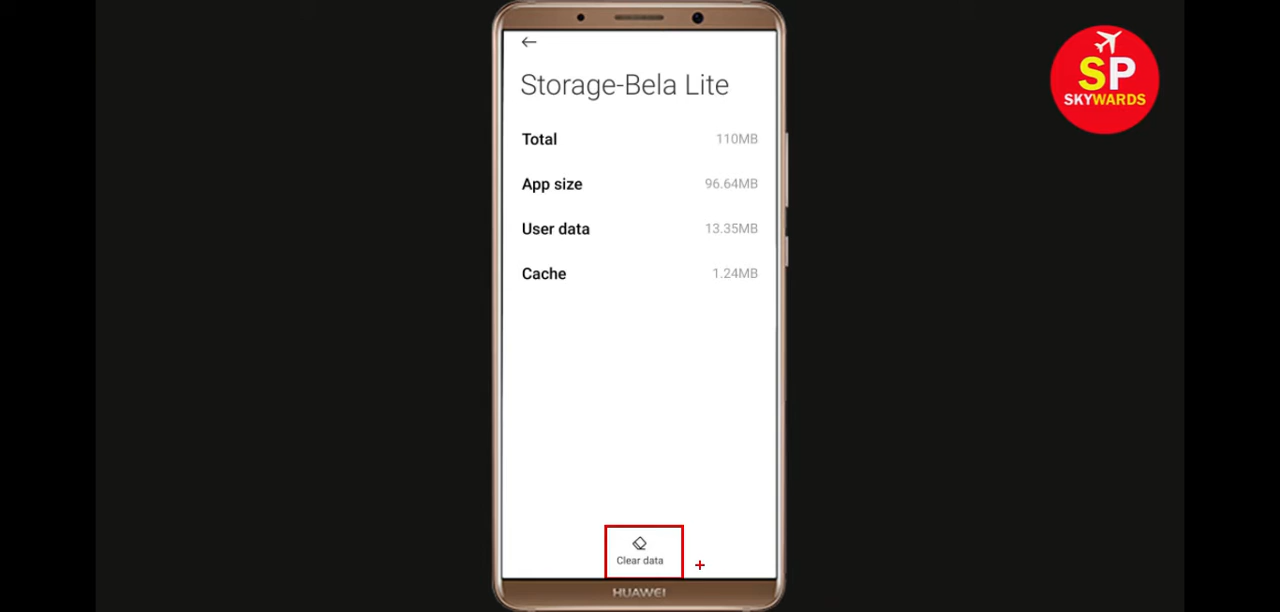 SP
SKYWARDS
Storage-Bela Lite
Total 110MB
App size 96.64MB
User data 13.35MB
Cache 1.24MB
Clear data
HUAWEI